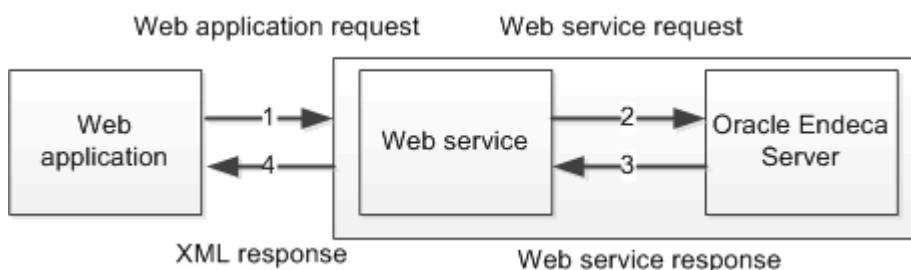 Web application request
Web service request
Web
application
1
4
Web service
2
3
Oracle Endeca
Server
XML response
Web service response